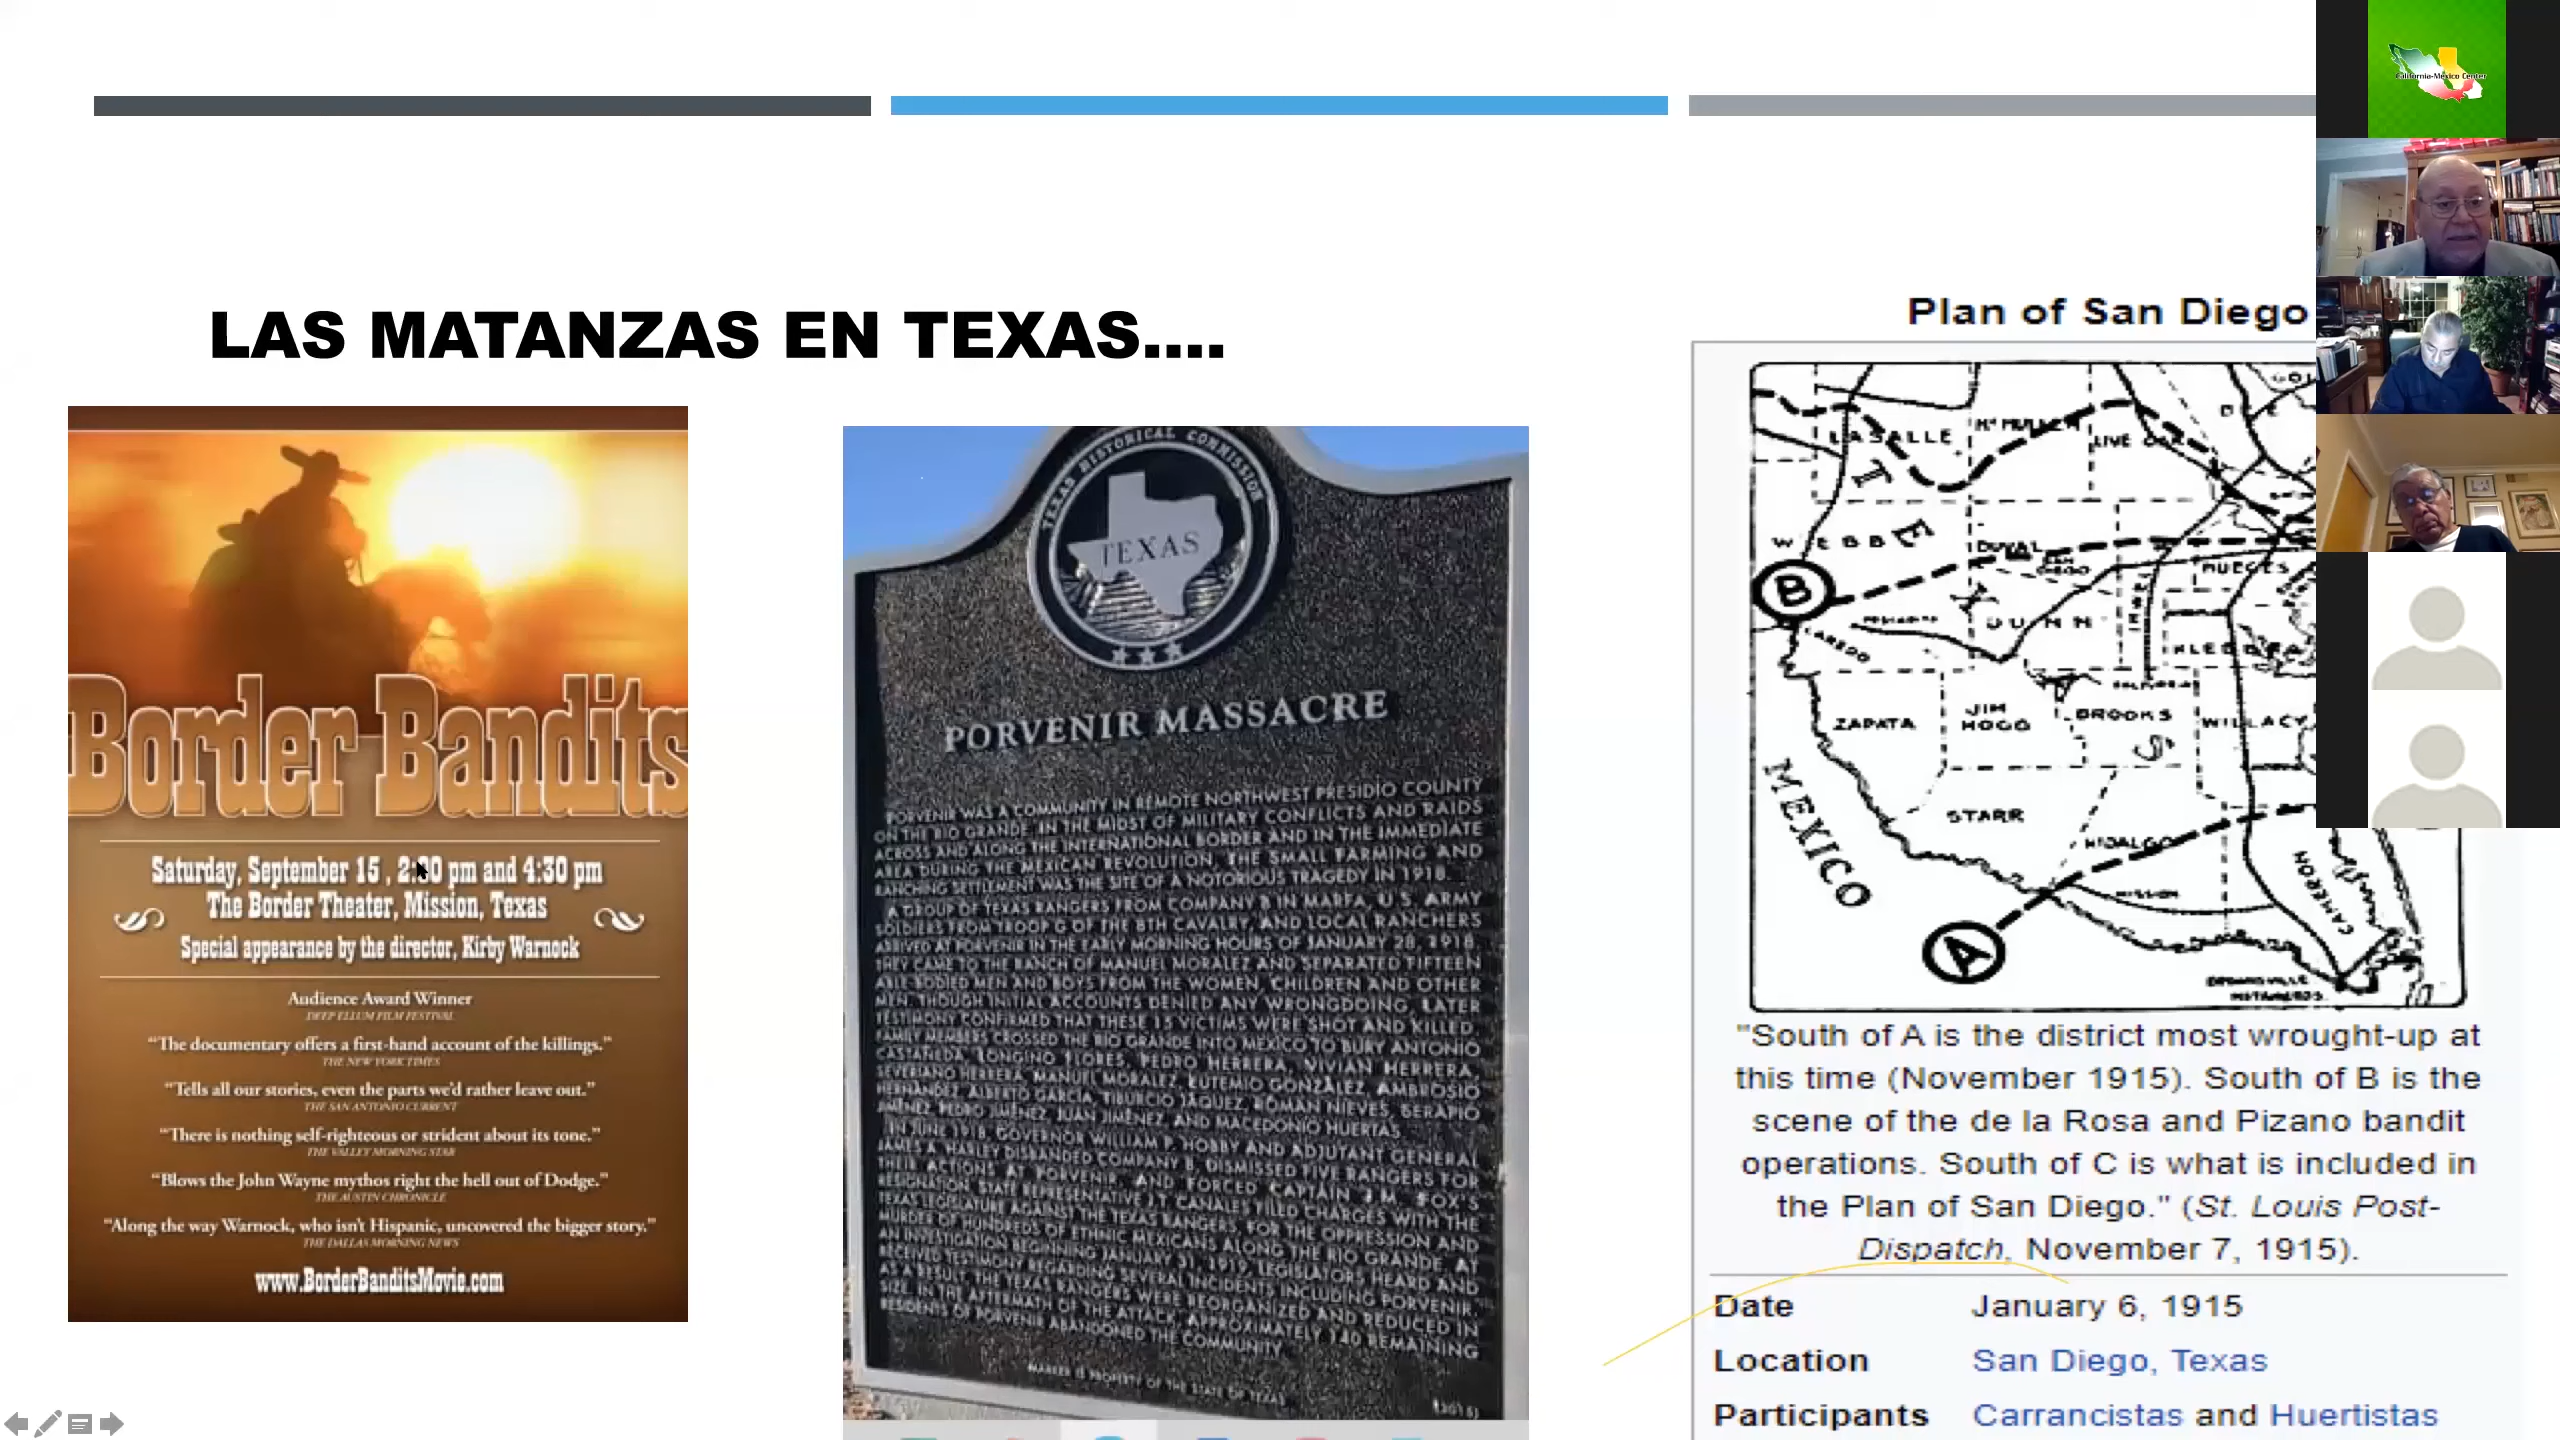 LAS MATANZAS EN TEXAS....
Border Bandits
Saturday, September 15 , 2:00 pm and 4:30 pm
The Border Theater, Mission, Texas
Special appearance by the director, Kirby Warnock
Audience Award Winner
DEEP ELLUM FILM FESTIVAL
"The documentary offers a first-hand account of the killings."
THE NEW YORK TIMES
"Tells all our stories, even the parts we'd rather leave out."
THE SAN ANTONIO CURRENT
"There is nothing self-righteous or strident about its tone."
THE VALLEY MORNING STAR
"Blows the John Wayne mythos right the hell out of Dodge."
THE AUSTIN CHRONICLE
"Along the way Warnock, who isn't Hispanic, uncovered the bigger story."
THE DALLAS MORNING NEWS
www.BorderBanditsMovie.com
TEXAS HISTORICAL COMMISSION
TEXAS
PORVENIR MASSACRE
PORVENIR WAS A COMMUNITY IN REMOTE NORTHWEST PRESIDIO COUNTY
ON THE RIO GRANDE. IN THE MIDST OF MILITARY CONFLICTS AND RAIDS
ACROSS AND ALONG THE INTERNATIONAL BORDER AND IN THE IMMEDIATE
AREA DURING THE MEXICAN REVOLUTION, THE SMALL FARMING AND
RANCHING SETTLEMENT WAS THE SITE OF A NOTORIOUS TRAGEDY IN 1918.
A GROUP OF TEXAS RANGERS FROM COMPANY B IN MARFA, U.S. ARMY
SOLDIERS FROM TROOP G OF THE 8TH CAVALRY, AND LOCAL RANCHERS
ARRIVED AT PORVENIR IN THE EARLY MORNING HOURS OF JANUARY 28, 1918.
THEY CAME TO THE RANCH OF MANUEL MORALEZ AND SEPARATED FIFTEEN
ABLE-BODIED MEN AND BOYS FROM THE WOMEN, CHILDREN AND OTHER
MEN. THOUGH INITIAL ACCOUNTS DENIED ANY WRONGDOING, LATER
TESTIMONY CONFIRMED THAT THESE 15 VICTIMS WERE SHOT AND KILLED.
FAMILY MEMBERS CROSSED THE RIO GRANDE INTO MEXICO TO BURY ANTONIO
CASTAÑEDA, LONGINO FLORES, PEDRO HERRERA, VIVIAN HERRERA,
SEVERIANO HERRERA, MANUEL MORALEZ, EUTEMIO GONZÁLEZ, AMBROSIO
HERNÁNDEZ, ALBERTO GARCÍA, TIBURCIO JÁQUEZ, ROMÁN NIEVES, SERAPIO
JIMÉNEZ, PEDRO JIMÉNEZ, JUAN JIMÉNEZ, AND MACEDONIO HUERTAS.
IN JUNE 1918, GOVERNOR WILLIAM P. HOBBY AND ADJUTANT GENERAL
JAMES A. HARLEY DISBANDED COMPANY B, DISMISSED FIVE RANGERS FOR
THEIR ACTIONS AT PORVENIR, AND FORCED CAPTAIN J.M. FOX'S
RESIGNATION. STATE REPRESENTATIVE J.T. CANALES FILED CHARGES WITH THE
TEXAS LEGISLATURE AGAINST THE TEXAS RANGERS, FOR THE OPPRESSION AND
MURDER OF HUNDREDS OF ETHNIC MEXICANS ALONG THE RIO GRANDE. AT
AN INVESTIGATION BEGINNING JANUARY 31, 1919, LEGISLATORS HEARD AND
RECEIVED TESTIMONY REGARDING SEVERAL INCIDENTS INCLUDING PORVENIR.
AS A RESULT, THE TEXAS RANGERS WERE REORGANIZED AND REDUCED IN
SIZE. IN THE AFTERMATH OF THE ATTACK, APPROXIMATELY 140 REMAINING
RESIDENTS OF PORVENIR ABANDONED THE COMMUNITY.
MARKER IS PROPERTY OF THE STATE OF TEXAS
Plan of San Diego
LA SALLE
McMULLEN
LIVE OAK
WEBB
DUVAL
SAN DIEGO
NUECES
B
DUNN
LAREDO
KLEBERG
TEXAS
ZAPATA
JIM HOGG
BROOKS
WILLACY
STARR
HIDALGO
MISSION
MEXICO
CAMERON
A
BROWNSVILLE
MATAMOROS
"South of A is the district most wrought-up at
this time (November 1915). South of B is the
scene of the de la Rosa and Pizano bandit
operations. South of C is what is included in
the Plan of San Diego." (St. Louis Post-
Dispatch, November 7, 1915).
Date January 6, 1915
Location San Diego, Texas
Participants Carrancistas and Huertistas
California-Mexico Center